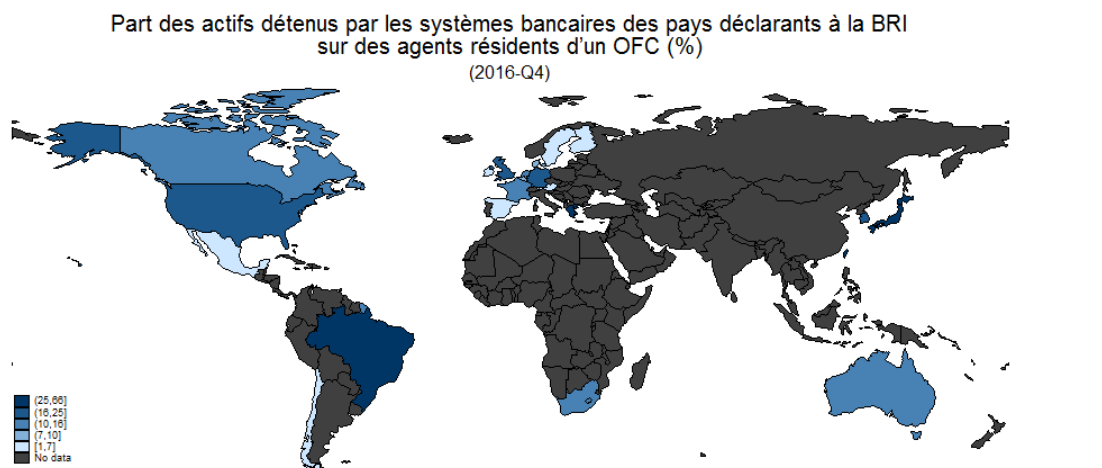 Part des actifs détenus par les systèmes bancaires des pays déclarants à la BRI
sur des agents résidents d'un OFC (%)
(2016-Q4)
(25,66]
(16,25]
(10,16]
(7,10]
[1,7]
No data